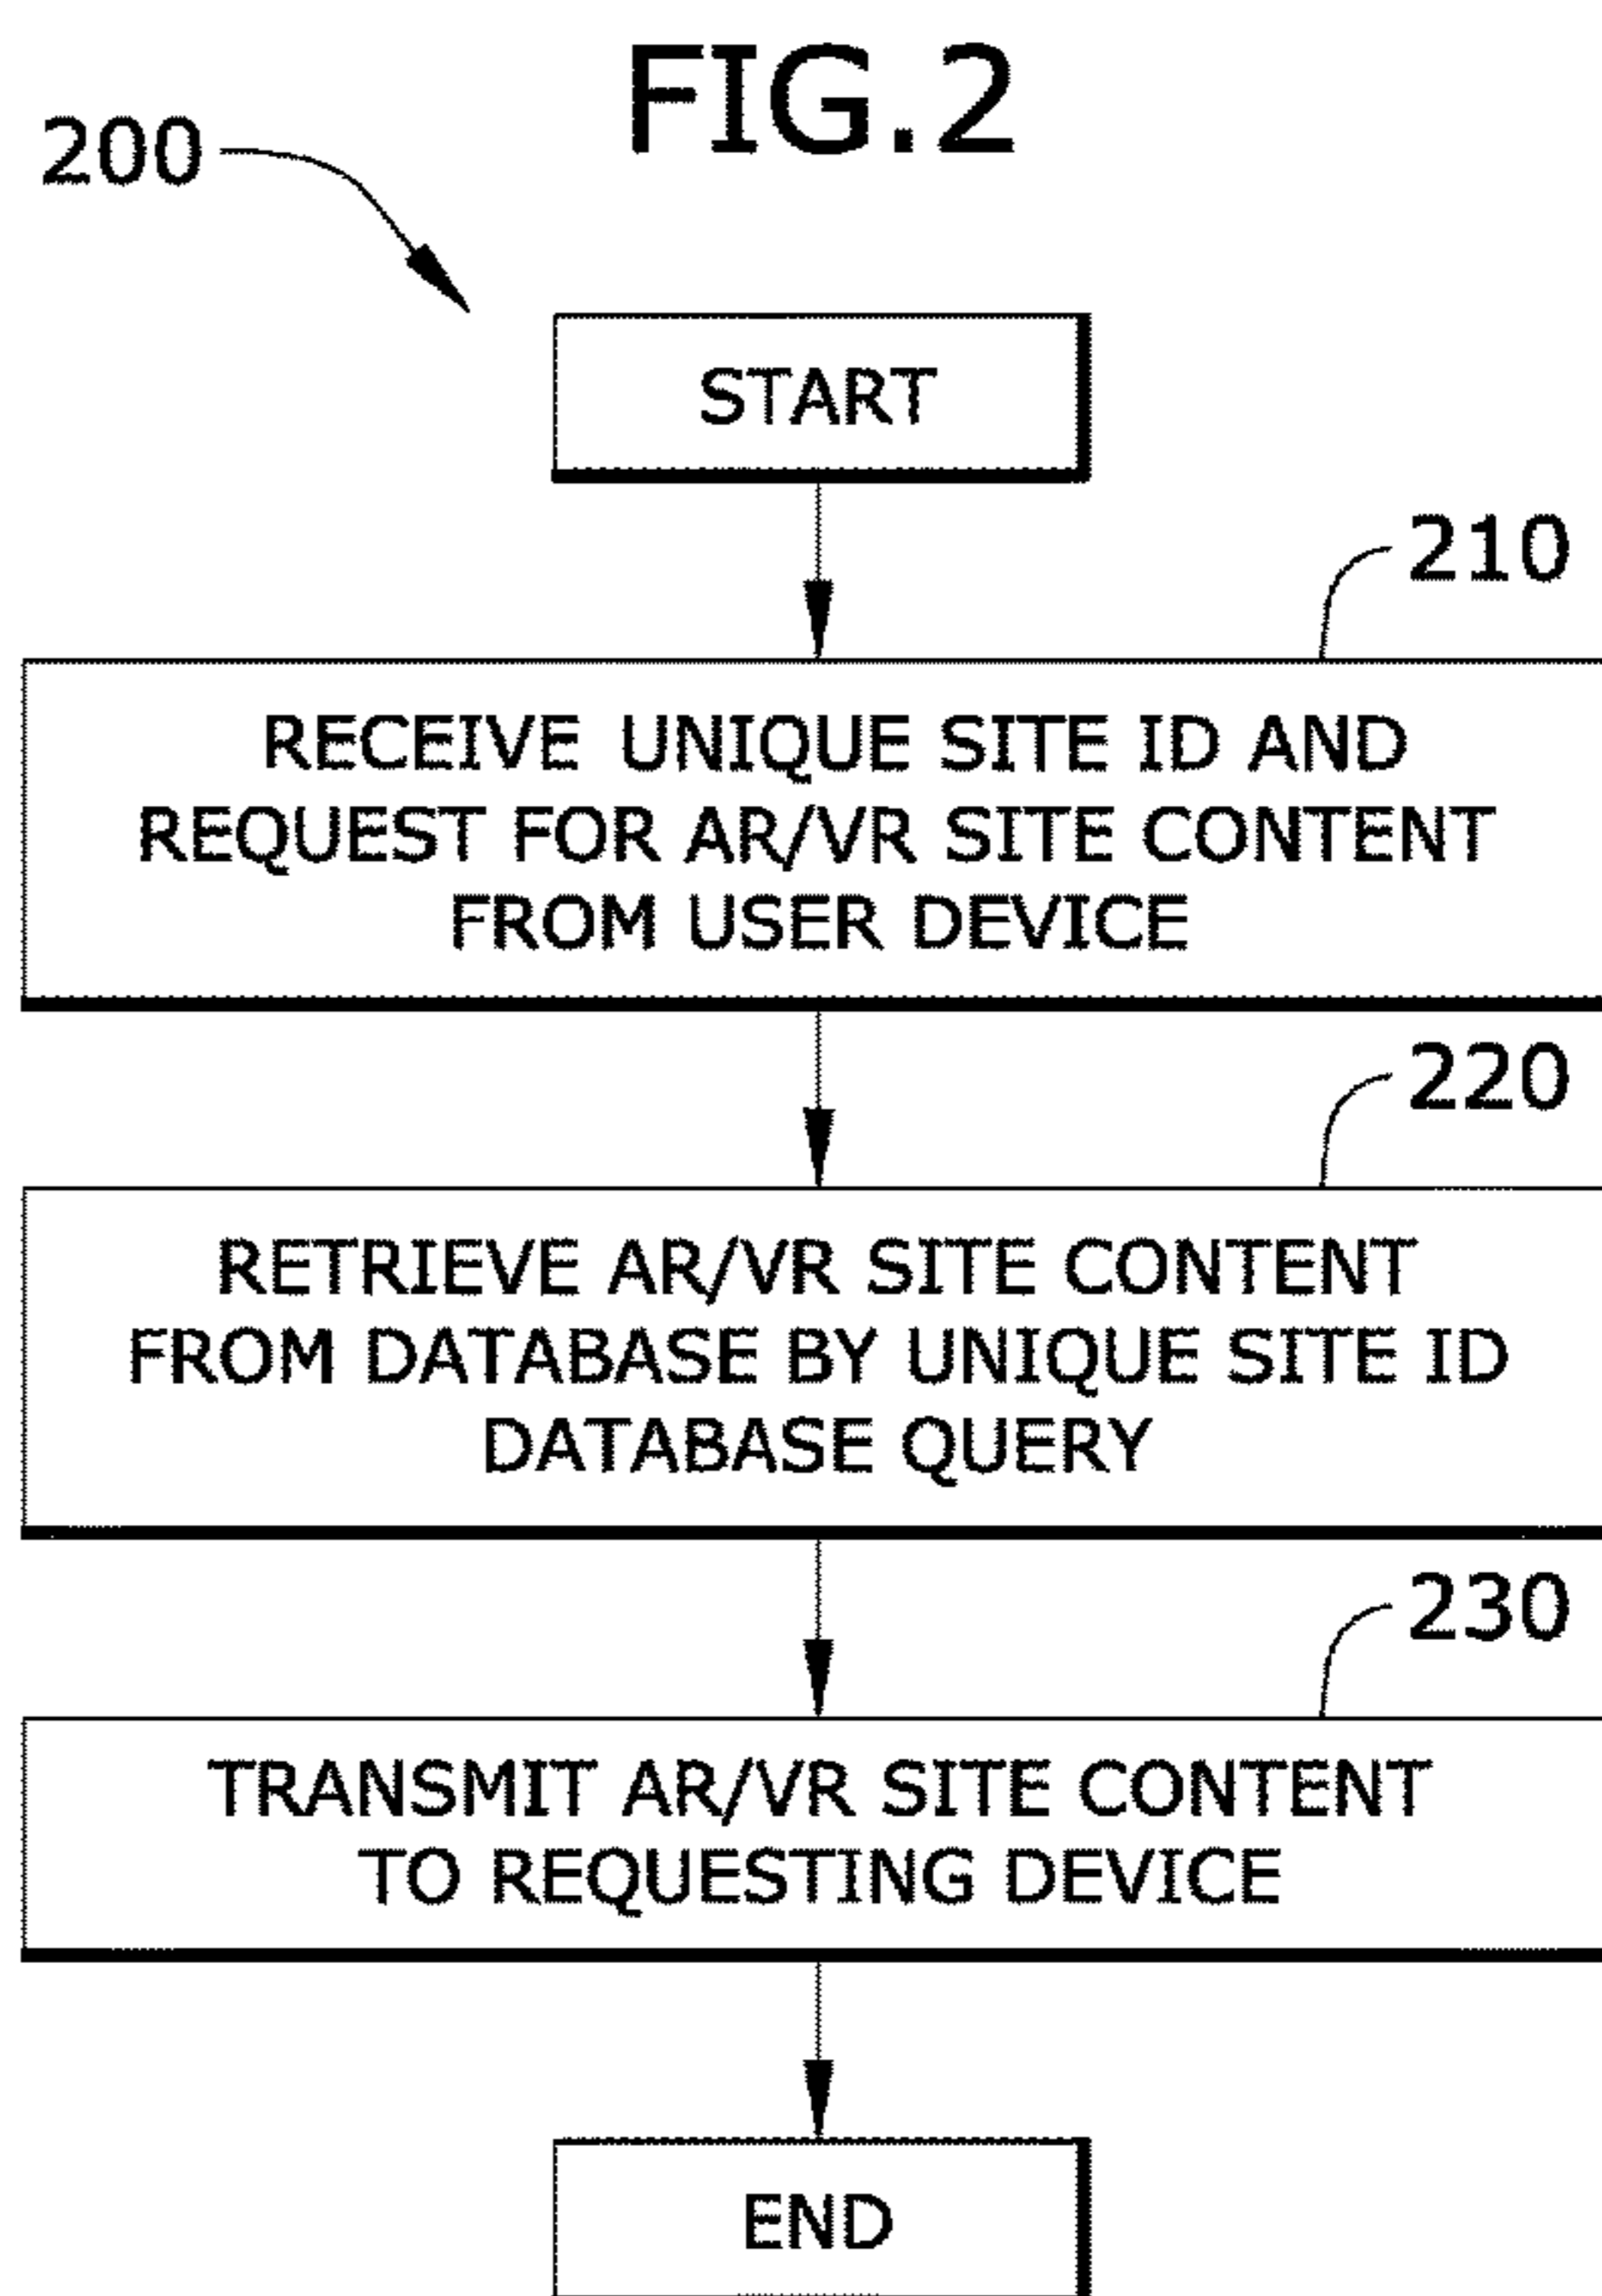 FIG.2
200
START
210
RECEIVE UNIQUE SITE ID AND
REQUEST FOR AR/VR SITE CONTENT
FROM USER DEVICE
220
RETRIEVE AR/VR SITE CONTENT
FROM DATABASE BY UNIQUE SITE ID
DATABASE QUERY
230
TRANSMIT AR/VR SITE CONTENT
TO REQUESTING DEVICE
END